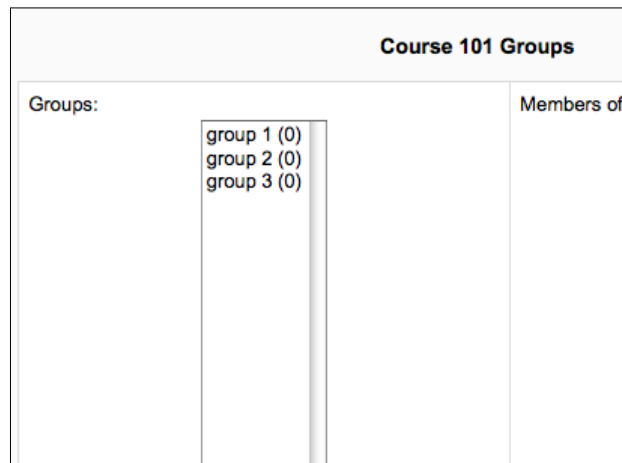 Course 101 Groups
Groups:
Members of
group 1 (0)
group 2 (0)
group 3 (0)